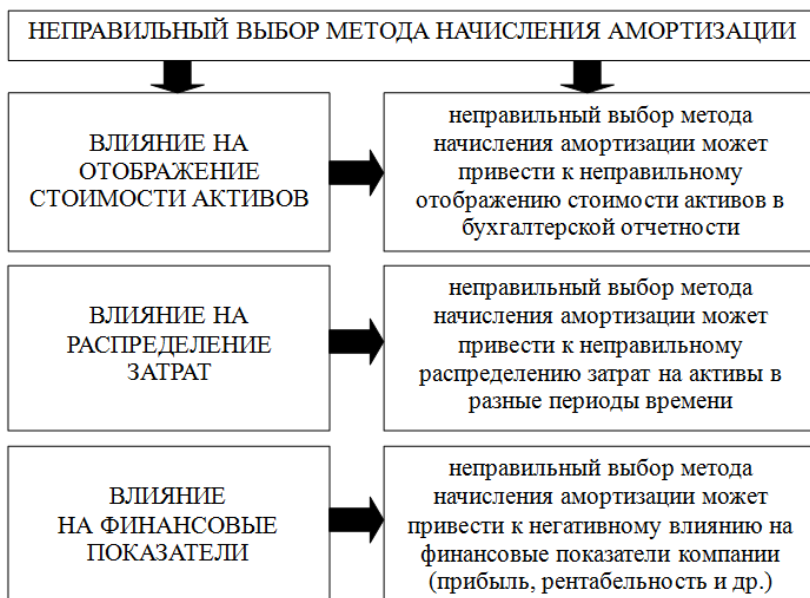 НЕПРАВИЛЬНЫЙ ВЫБОР МЕТОДА НАЧИСЛЕНИЯ АМОРТИЗАЦИИ
ВЛИЯНИЕ НА
ОТОБРАЖЕНИЕ
СТОИМОСТИ АКТИВОВ
неправильный выбор метода
начисления амортизации может
привести к неправильному
отображению стоимости активов в
бухгалтерской отчетности
ВЛИЯНИЕ НА
РАСПРЕДЕЛЕНИЕ
ЗАТРАТ
неправильный выбор метода
начисления амортизации может
привести к неправильному
распределению затрат на активы в
разные периоды времени
ВЛИЯНИЕ
НА ФИНАНСОВЫЕ
ПОКАЗАТЕЛИ
неправильный выбор метода
начисления амортизации может
привести к негативному влиянию на
финансовые показатели компании
(прибыль, рентабельность и др.)